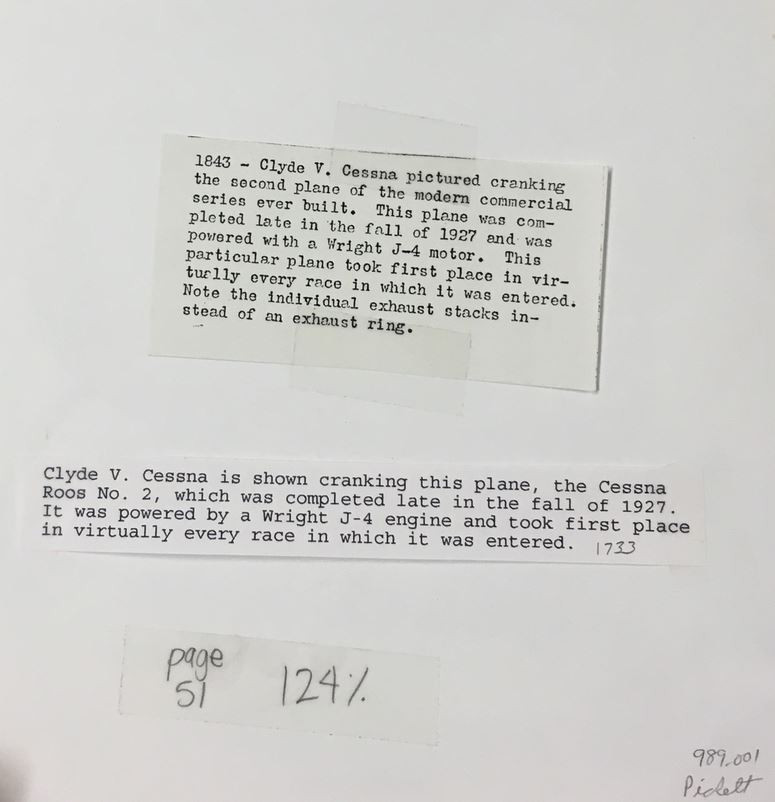 1843 - Clyde V. Cessna pictured cranking
the second plane of the modern commercial
series ever built. This plane was com-
pleted late in the fall of 1927 and was
powered with a Wright J-4 motor. This
particular plane took first place in vir-
tually every race in which it was entered.
Note the individual exhaust stacks in-
stead of an exhaust ring.
Clyde V. Cessna is shown cranking this plane, the Cessna
Roos No. 2, which was completed late in the fall of 1927.
It was powered by a Wright J-4 engine and took first place
in virtually every race in which it was entered. 1733
page
51 124%
989.001